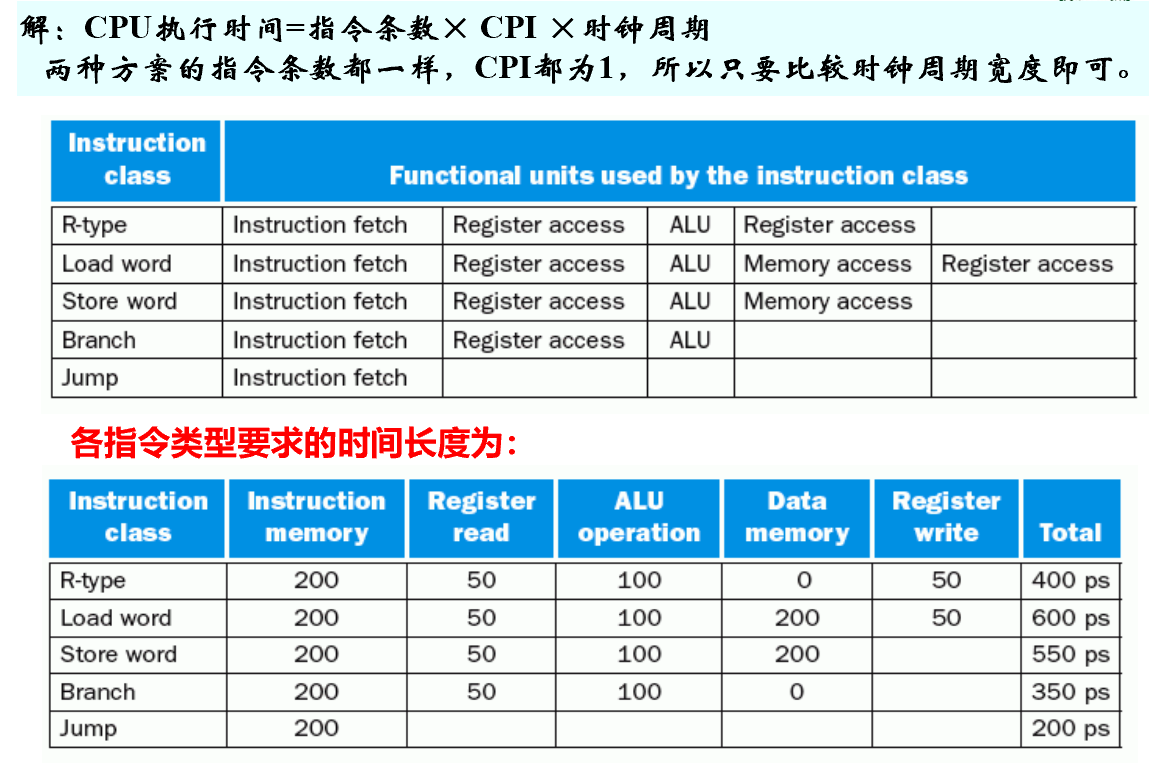 解：CPU执行时间=指令条数× CPI ×时钟周期
两种方案的指令条数都一样，CPI都为1，所以只要比较时钟周期宽度即可。
Instruction class Functional units used by the instruction class
R-type Instruction fetch Register access ALU Register access
Load word Instruction fetch Register access ALU Memory access Register access
Store word Instruction fetch Register access ALU Memory access
Branch Instruction fetch Register access ALU
Jump Instruction fetch
各指令类型要求的时间长度为：
Instruction class Instruction memory Register read ALU operation Data memory Register write Total
R-type 200 50 100 0 50 400 ps
Load word 200 50 100 200 50 600 ps
Store word 200 50 100 200 550 ps
Branch 200 50 100 0 350 ps
Jump 200 200 ps